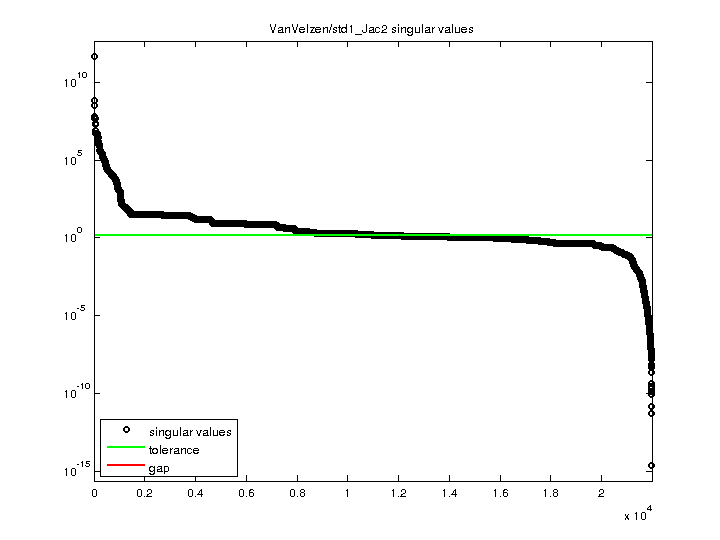 VanVelzen/std1_Jac2 singular values
10^10
10^5
10^0
10^-5
10^-10
10^-15
singular values
tolerance
gap
0 0.2 0.4 0.6 0.8 1 1.2 1.4 1.6 1.8 2
x 10^4